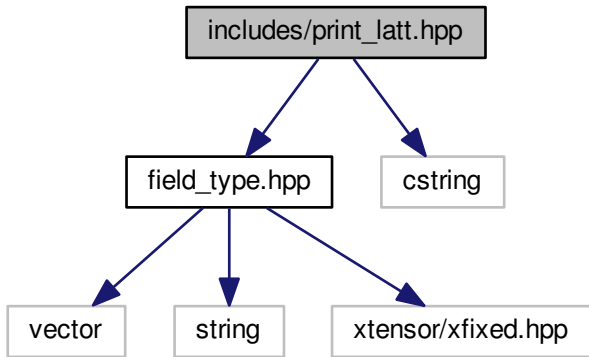 includes/print_latt.hpp
field_type.hpp
cstring
vector
string
xtensor/xfixed.hpp